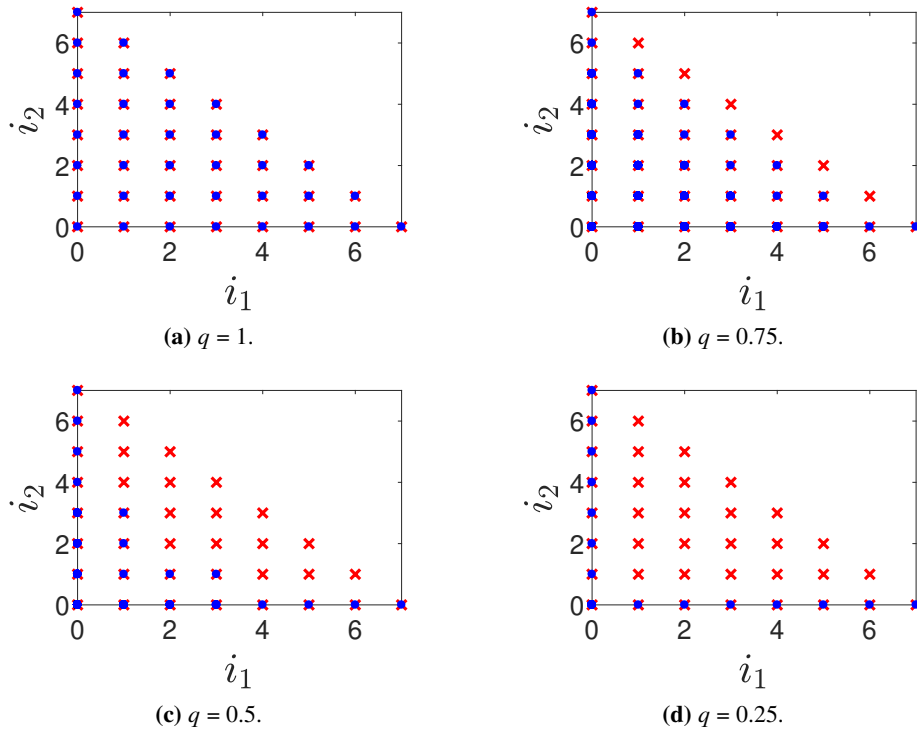 6
4
2
0
i₂
0 2 4 6
i₁
(a) q = 1.
6
4
2
0
i₂
0 2 4 6
i₁
(b) q = 0.75.
6
4
2
0
i₂
0 2 4 6
i₁
(c) q = 0.5.
6
4
2
0
i₂
0 2 4 6
i₁
(d) q = 0.25.